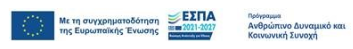 Με τη συγχρηματοδότηση
της Ευρωπαϊκής Ένωσης
ΕΣΠΑ
2021-2027
Πρόγραμμα
Ανθρώπινο Δυναμικό και
Κοινωνική Συνοχή